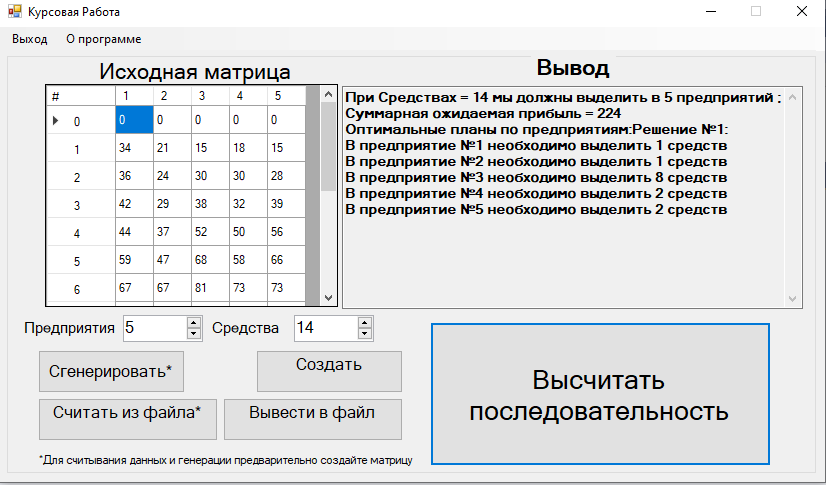 Курсовая Работа
Выход О программе
Исходная матрица
# 1 2 3 4 5
0 0 0 0 0 0
1 34 21 15 18 15
2 36 24 30 30 28
3 42 29 38 32 39
4 44 37 52 50 56
5 59 47 68 58 66
6 67 67 81 73 73
Вывод
При Средствах = 14 мы должны выделить в 5 предприятий ;
Суммарная ожидаемая прибыль = 224
Оптимальные планы по предприятиям:Решение №1:
В предприятие №1 необходимо выделить 1 средств
В предприятие №2 необходимо выделить 1 средств
В предприятие №3 необходимо выделить 8 средств
В предприятие №4 необходимо выделить 2 средств
В предприятие №5 необходимо выделить 2 средств
Предприятия 5 Средства 14
Сгенерировать* Создать
Считать из файла* Вывести в файл
Высчитать
последовательность
*Для считывания данных и генерации предварительно создайте матрицу